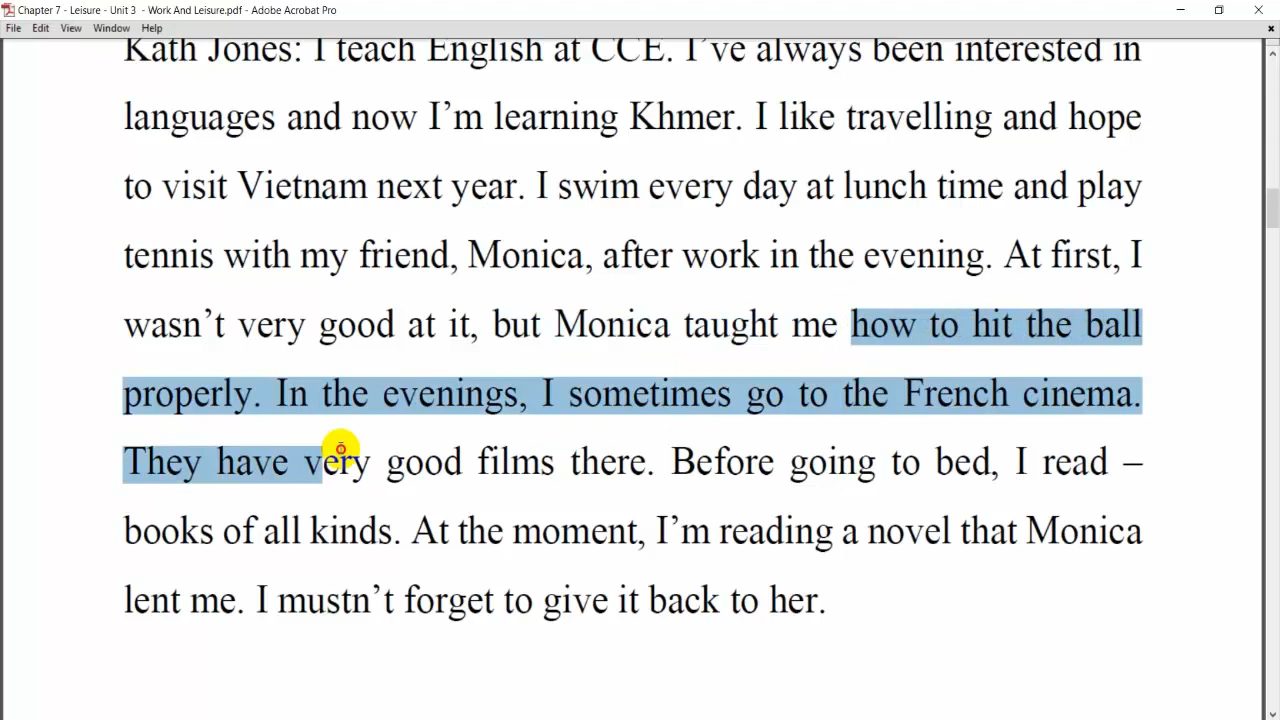 Chapter 7 - Leisure - Unit 3 - Work And Leisure.pdf - Adobe Acrobat Pro
File Edit View Window Help
Kath Jones: I teach English at CCE. I’ve always been interested in
languages and now I’m learning Khmer. I like travelling and hope
to visit Vietnam next year. I swim every day at lunch time and play
tennis with my friend, Monica, after work in the evening. At first, I
wasn’t very good at it, but Monica taught me how to hit the ball
properly. In the evenings, I sometimes go to the French cinema.
They have very good films there. Before going to bed, I read –
books of all kinds. At the moment, I’m reading a novel that Monica
lent me. I mustn’t forget to give it back to her.